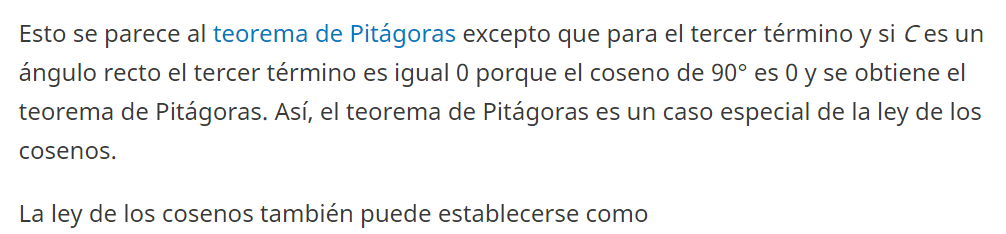 Esto se parece al teorema de Pitágoras excepto que para el tercer término y si C es un
ángulo recto el tercer término es igual 0 porque el coseno de 90° es 0 y se obtiene el
teorema de Pitágoras. Así, el teorema de Pitágoras es un caso especial de la ley de los
cosenos.
La ley de los cosenos también puede establecerse como